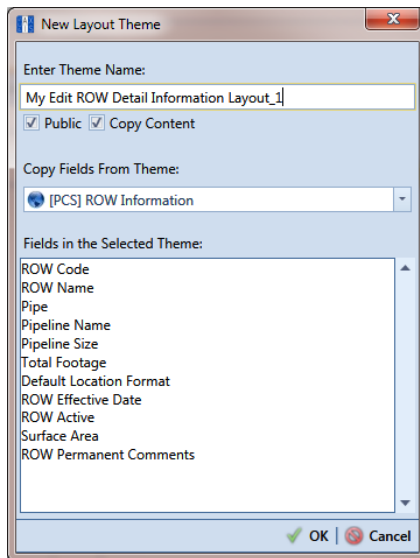 New Layout Theme
Enter Theme Name:
My Edit ROW Detail Information Layout_1
Public Copy Content
Copy Fields From Theme:
[PCS] ROW Information
Fields in the Selected Theme:
ROW Code
ROW Name
Pipe
Pipeline Name
Pipeline Size
Total Footage
Default Location Format
ROW Effective Date
ROW Active
Surface Area
ROW Permanent Comments
OK | Cancel